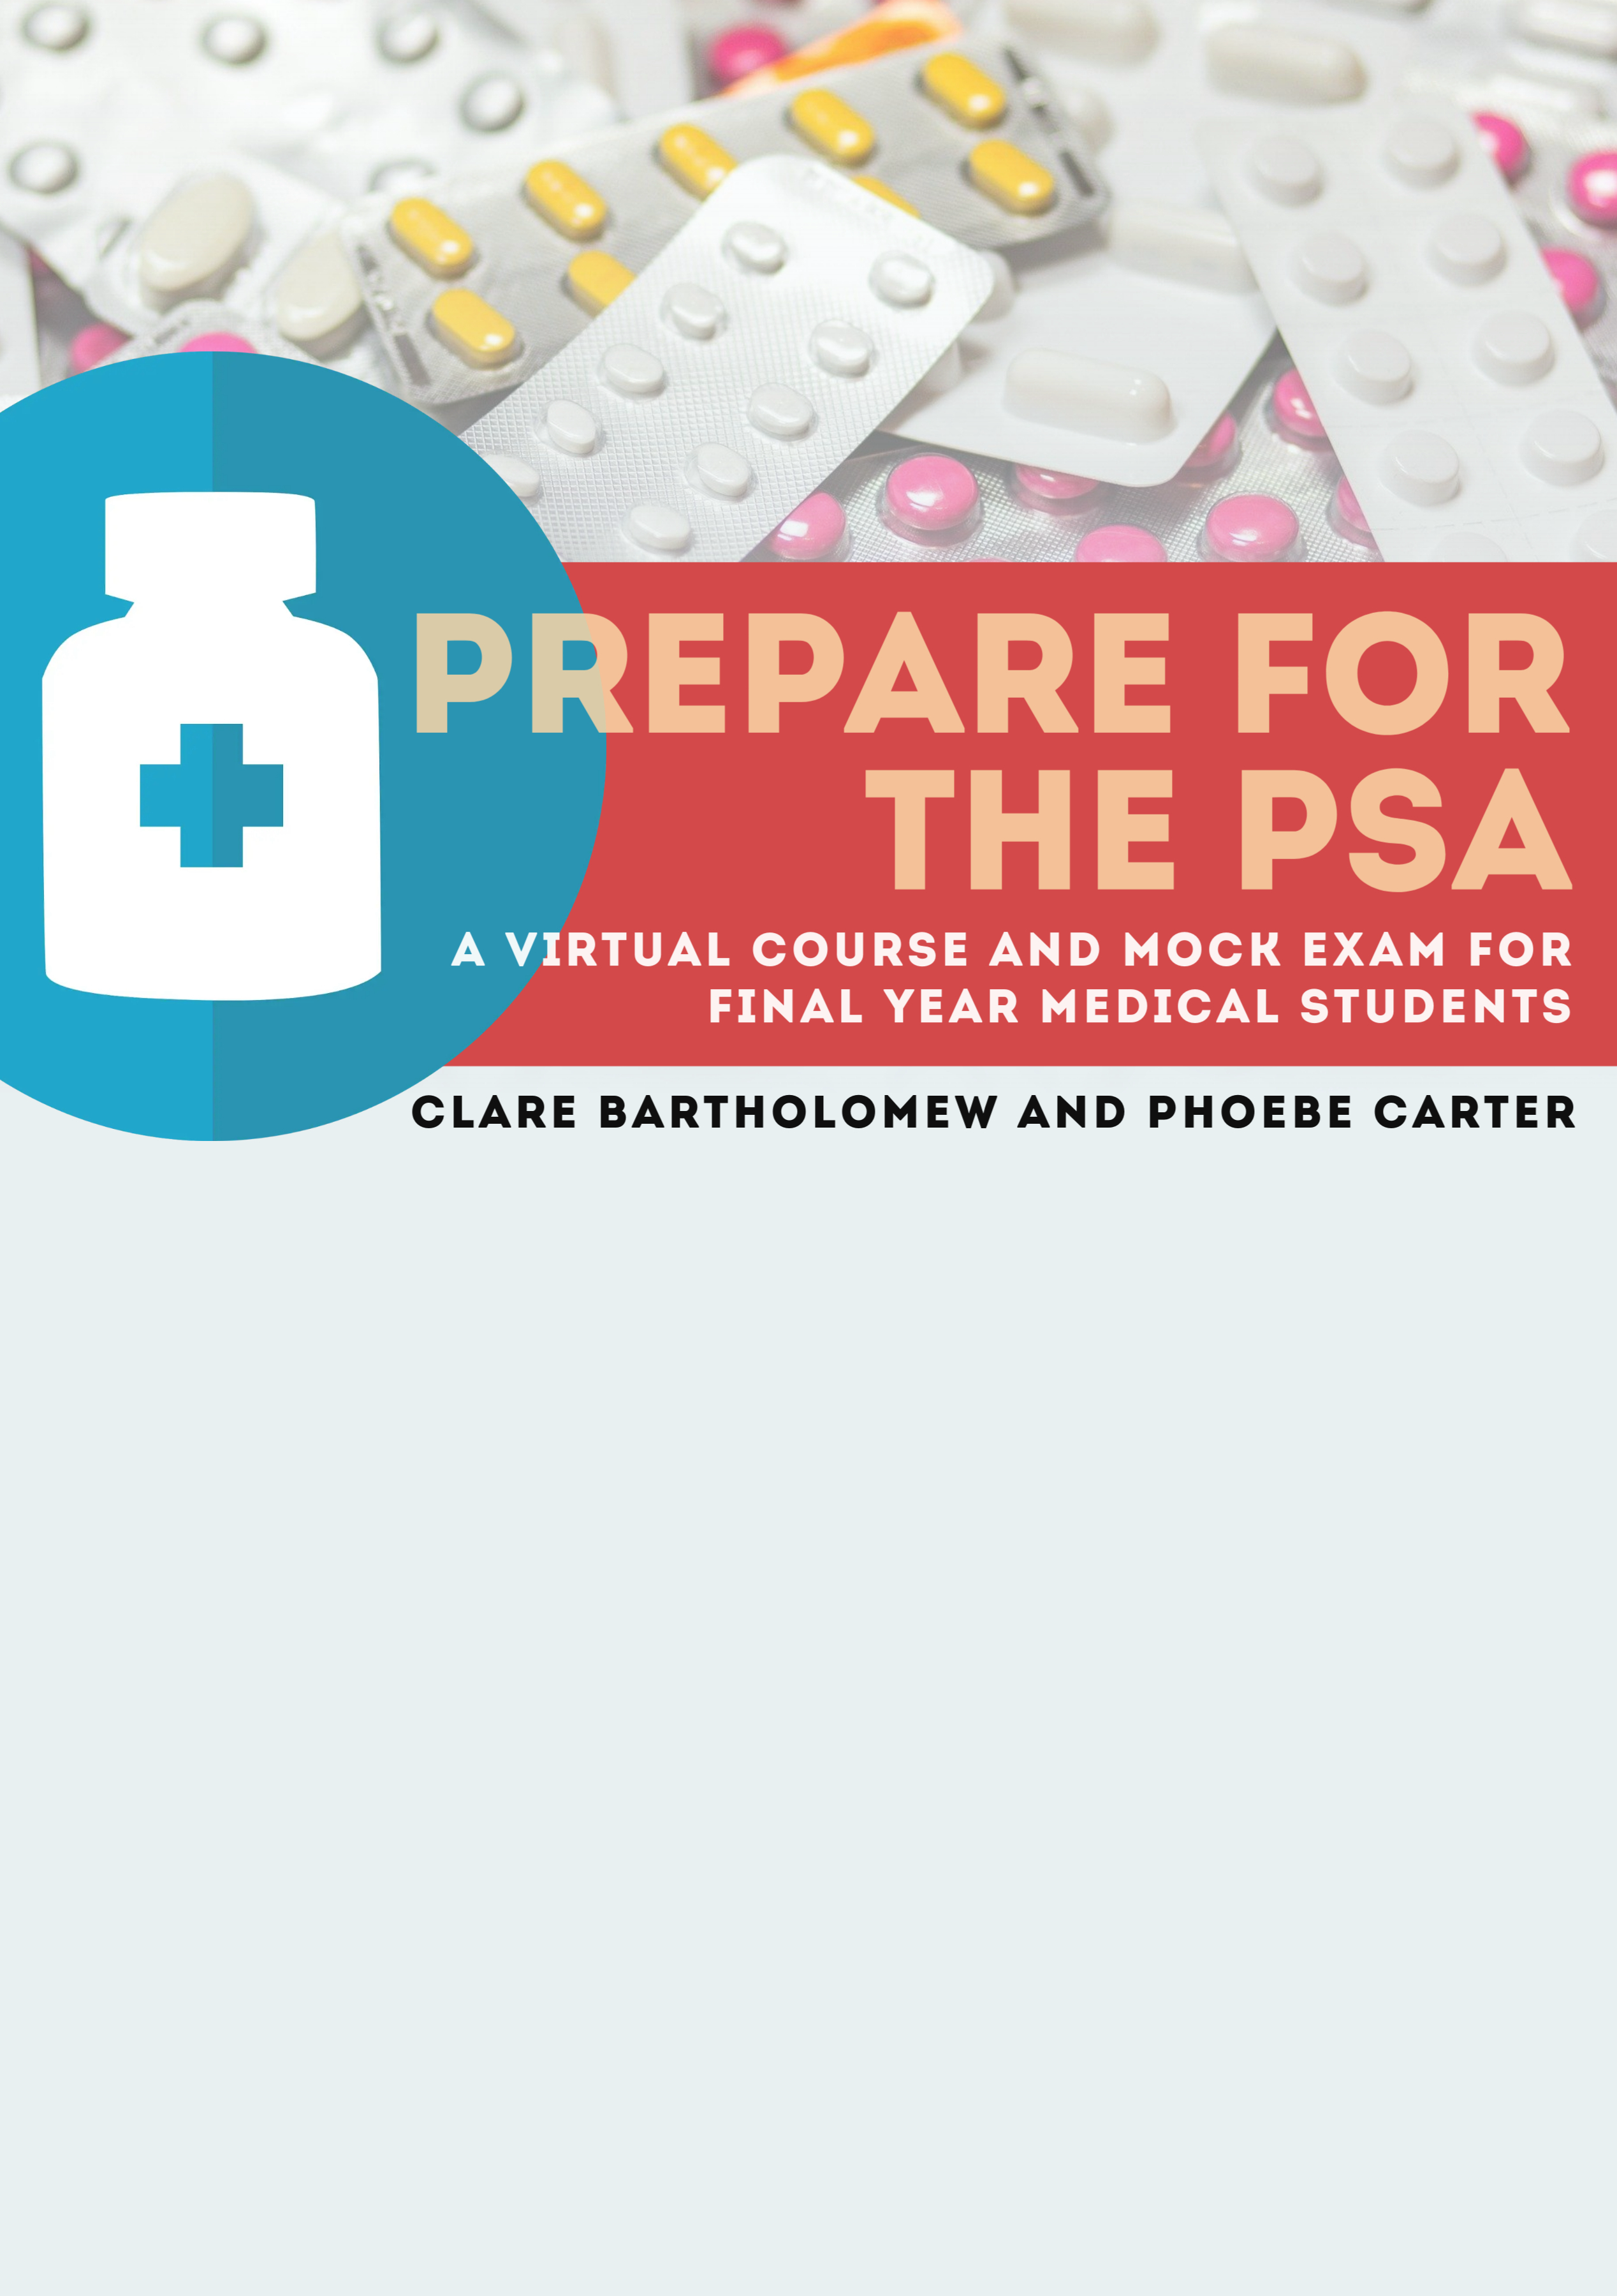 PREPARE FOR
THE PSA
A VIRTUAL COURSE AND MOCK EXAM FOR
FINAL YEAR MEDICAL STUDENTS
CLARE BARTHOLOMEW AND PHOEBE CARTER